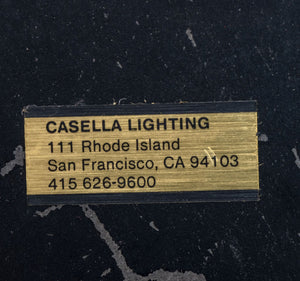 CASELLA LIGHTING
111 Rhode Island
San Francisco, CA 94103
415 626-9600